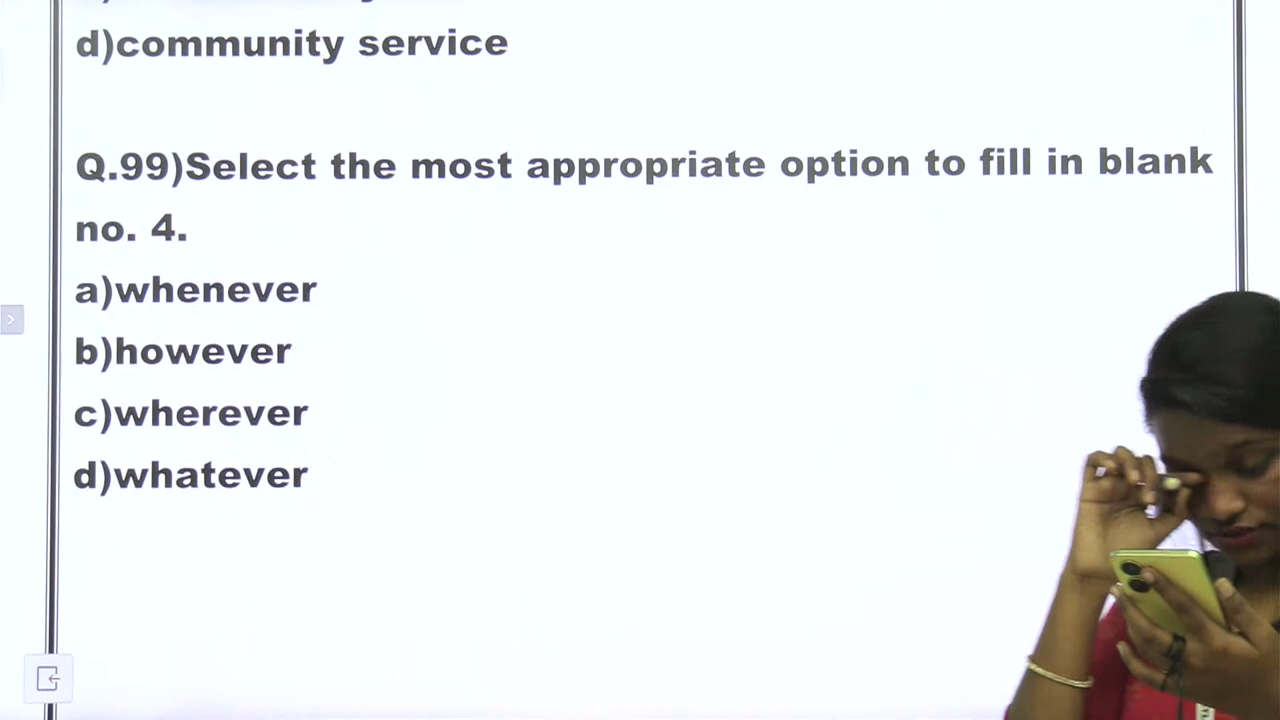 d)community service
Q.99)Select the most appropriate option to fill in blank
no. 4.
a)whenever
b)however
c)wherever
d)whatever